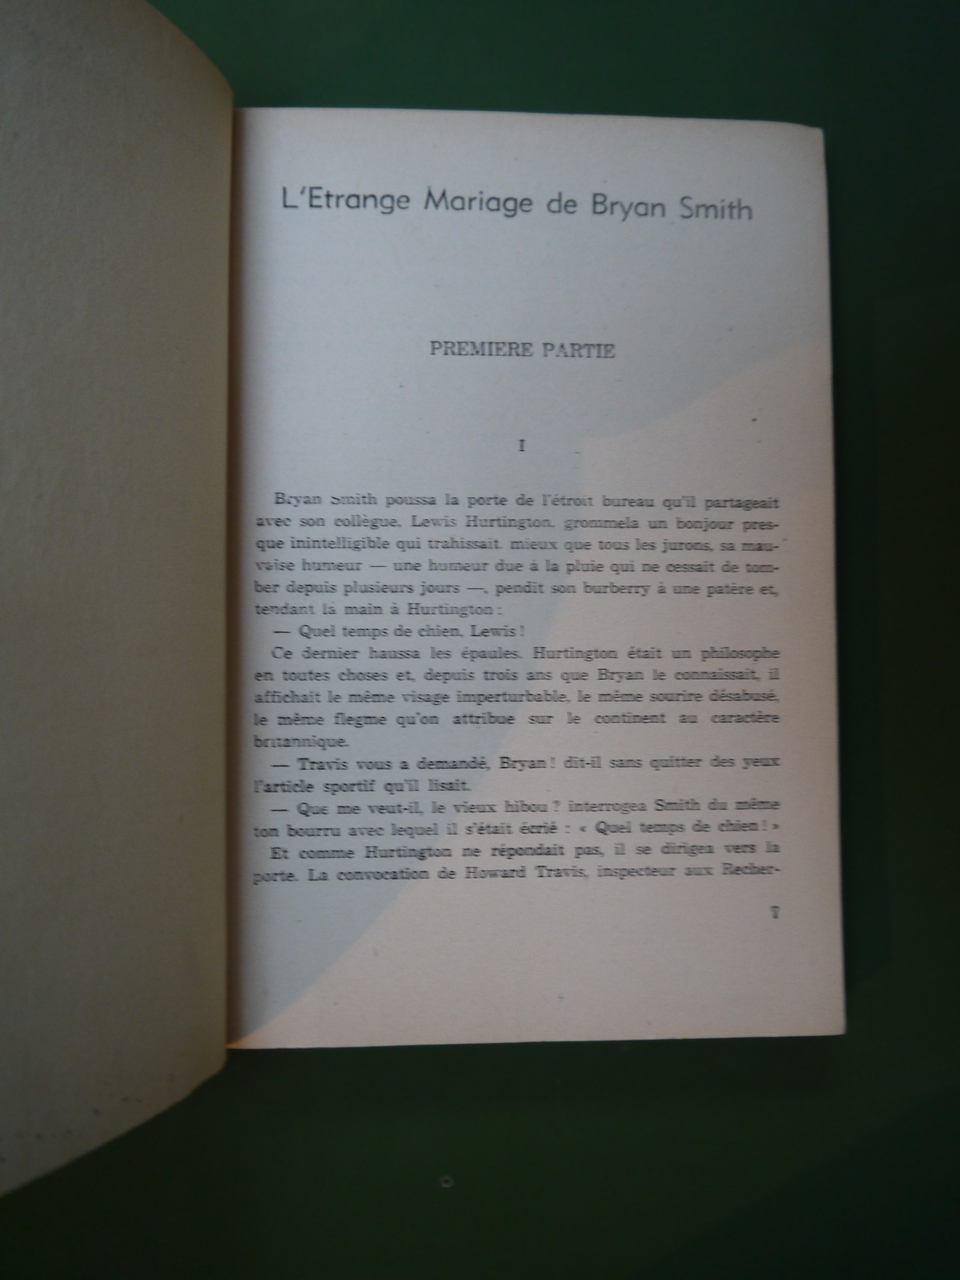 L'Etrange Mariage de Bryan Smith
PREMIERE PARTIE
I
Bryan Smith poussa la porte de l'étroit bureau qu'il partageait
avec son collègue, Lewis Hurtington, grommela un bonjour pres-
que inintelligible qui trahissait, mieux que tous les jurons, sa mau-
vaise humeur — une humeur due à la pluie qui ne cessait de tom-
ber depuis plusieurs jours —, pendit son burberry à une patère et,
tendant la main à Hurtington :
— Quel temps de chien, Lewis !
Ce dernier haussa les épaules. Hurtington était un philosophe
en toutes choses et, depuis trois ans que Bryan le connaissait, il
affichait le même visage imperturbable, le même sourire désabusé,
le même flegme qu'on attribue sur le continent au caractère
britannique.
— Travis vous a demandé, Bryan ! dit-il sans quitter des yeux
l'article sportif qu'il lisait.
— Que me veut-il, le vieux hibou ? interrogea Smith du même
ton bourru avec lequel il s'était écrié : « Quel temps de chien ! »
Et comme Hurtington ne répondait pas, il se dirigea vers la
porte. La convocation de Howard Travis, inspecteur aux Recher-
7